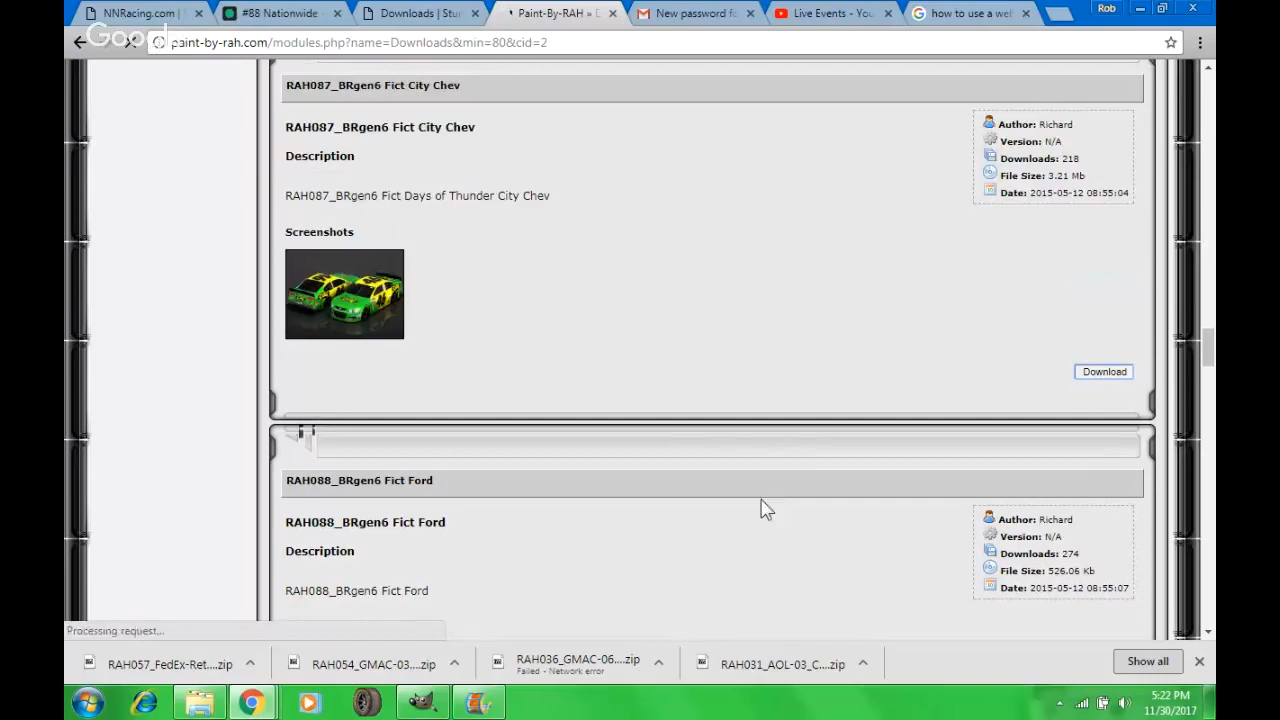 NNRacing.com |
#88 Nationwide
Downloads | Stu
Paint-By-RAH » D
New password fo
Live Events - You
how to use a wel
Rob
Good
paint-by-rah.com/modules.php?name=Downloads&min=80&cid=2
RAH087_BRgen6 Fict City Chev
RAH087_BRgen6 Fict City Chev
Author: Richard
Version: N/A
Description
Downloads: 218
File Size: 3.21 Mb
RAH087_BRgen6 Fict Days of Thunder City Chev
Date: 2015-05-12 08:55:04
Screenshots
Download
RAH088_BRgen6 Fict Ford
RAH088_BRgen6 Fict Ford
Author: Richard
Version: N/A
Description
Downloads: 274
File Size: 526.06 Kb
RAH088_BRgen6 Fict Ford
Date: 2015-05-12 08:55:07
Processing request...
RAH057_FedEx-Ret....zip
RAH054_GMAC-03....zip
RAH036_GMAC-06....zip
Failed - Network error
RAH031_AOL-03_C....zip
Show all
5:22 PM
11/30/2017